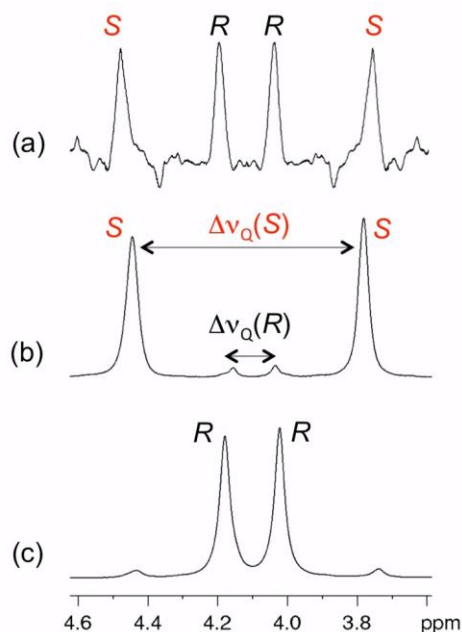 S R R S
(a)
S Δν_Q(S) S
Δν_Q(R)
(b)
R R
(c)
4.6 4.4 4.2 4.0 3.8 ppm